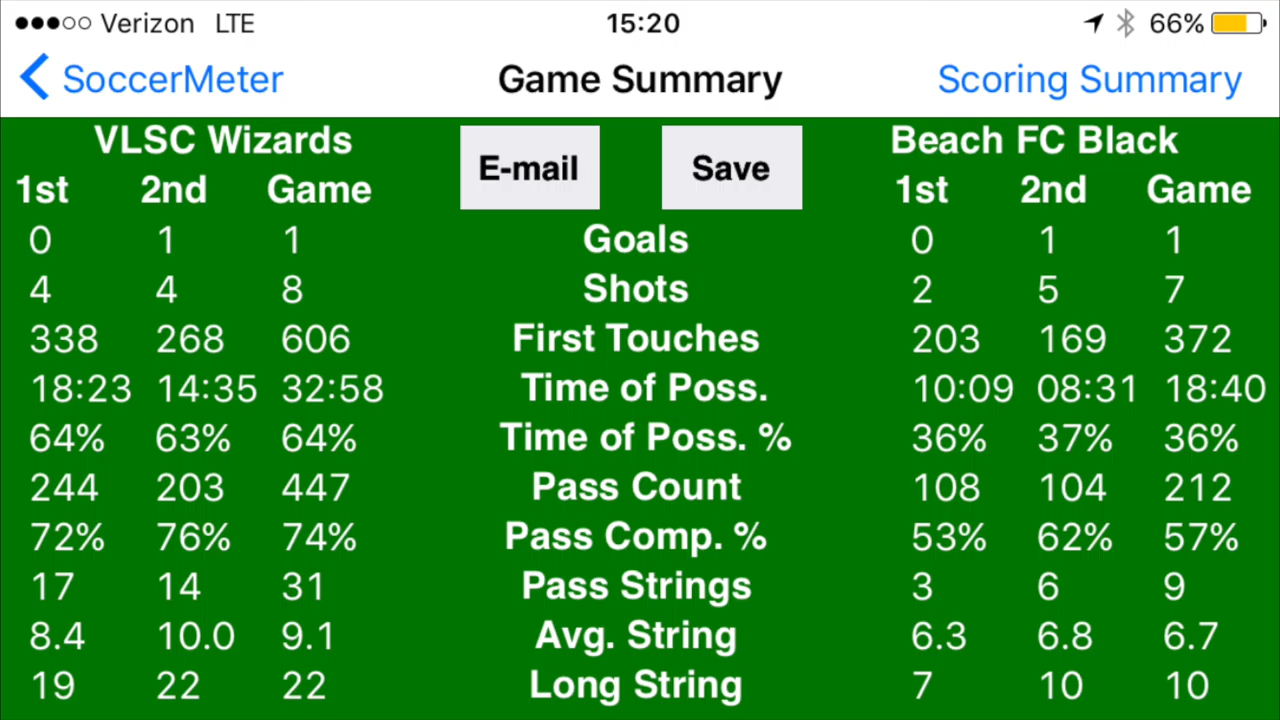 Verizon LTE 15:20 66%
SoccerMeter Game Summary Scoring Summary
VLSC Wizards E-mail Save Beach FC Black
1st 2nd Game 1st 2nd Game
0 1 1 Goals 0 1 1
4 4 8 Shots 2 5 7
338 268 606 First Touches 203 169 372
18:23 14:35 32:58 Time of Poss. 10:09 08:31 18:40
64% 63% 64% Time of Poss. % 36% 37% 36%
244 203 447 Pass Count 108 104 212
72% 76% 74% Pass Comp. % 53% 62% 57%
17 14 31 Pass Strings 3 6 9
8.4 10.0 9.1 Avg. String 6.3 6.8 6.7
19 22 22 Long String 7 10 10